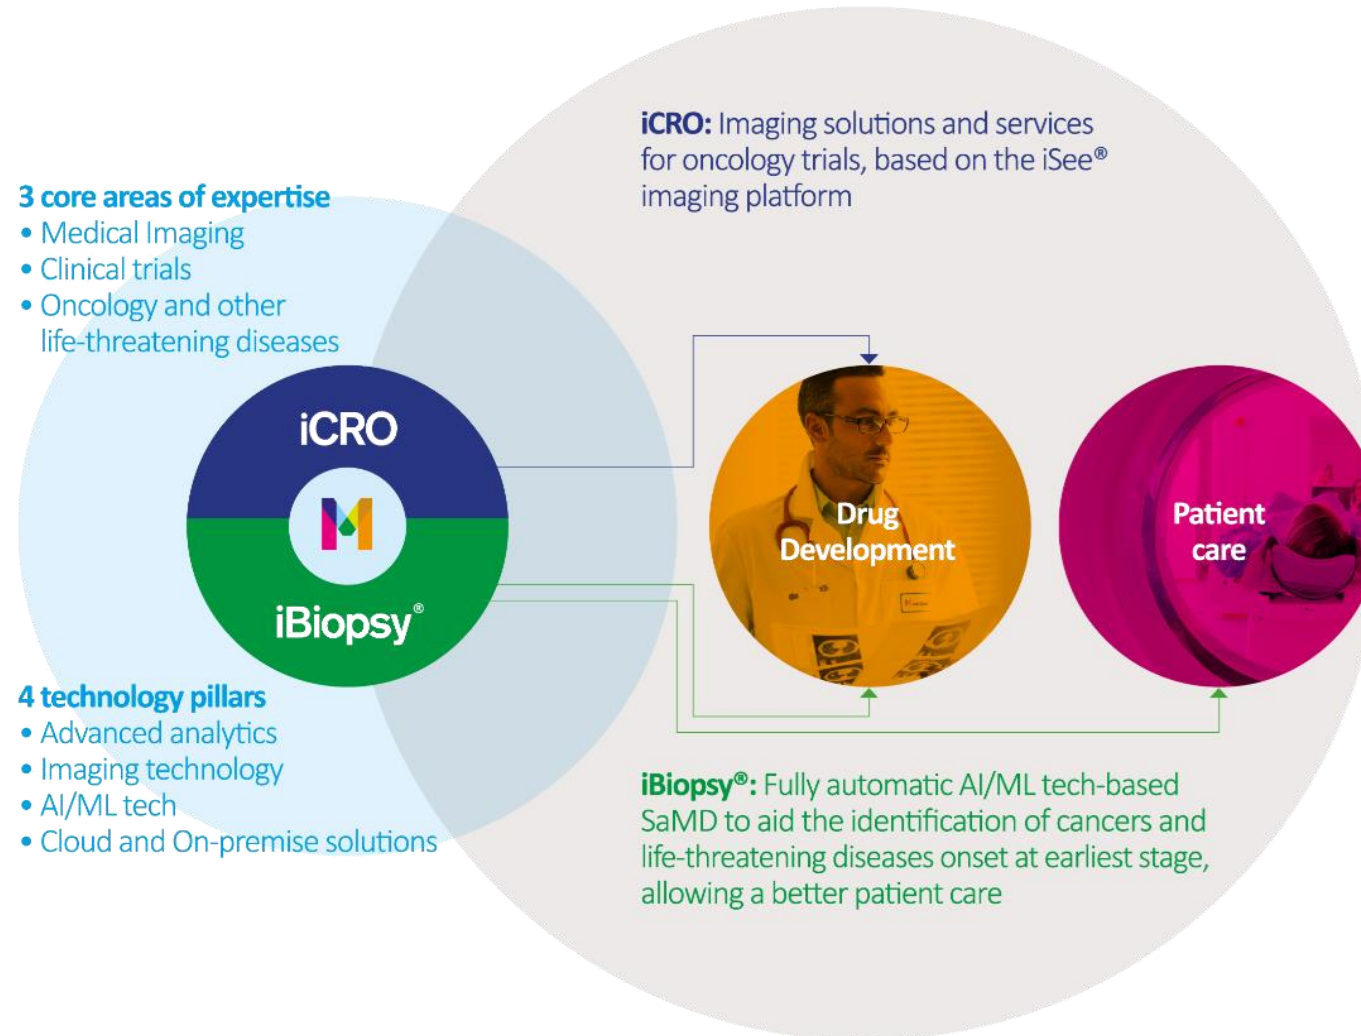 iCRO: Imaging solutions and services
for oncology trials, based on the iSee®
imaging platform
3 core areas of expertise
• Medical Imaging
• Clinical trials
• Oncology and other
life-threatening diseases
iCRO
M
iBiopsy®
Drug
Development
Patient
care
4 technology pillars
• Advanced analytics
• Imaging technology
• AI/ML tech
• Cloud and On-premise solutions
iBiopsy®: Fully automatic AI/ML tech-based
SaMD to aid the identification of cancers and
life-threatening diseases onset at earliest stage,
allowing a better patient care